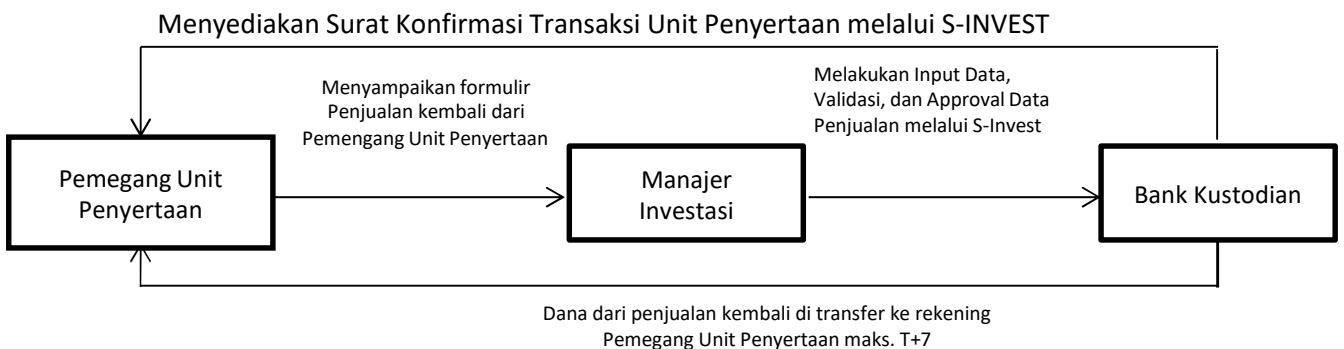 Menyediakan Surat Konfirmasi Transaksi Unit Penyertaan melalui S-INVEST
Menyampaikan formulir
Penjualan kembali dari
Pemengang Unit Penyertaan
Melakukan Input Data,
Validasi, dan Approval Data
Penjualan melalui S-Invest
Pemegang Unit
Penyertaan
Manajer
Investasi
Bank Kustodian
Dana dari penjualan kembali di transfer ke rekening
Pemegang Unit Penyertaan maks. T+7